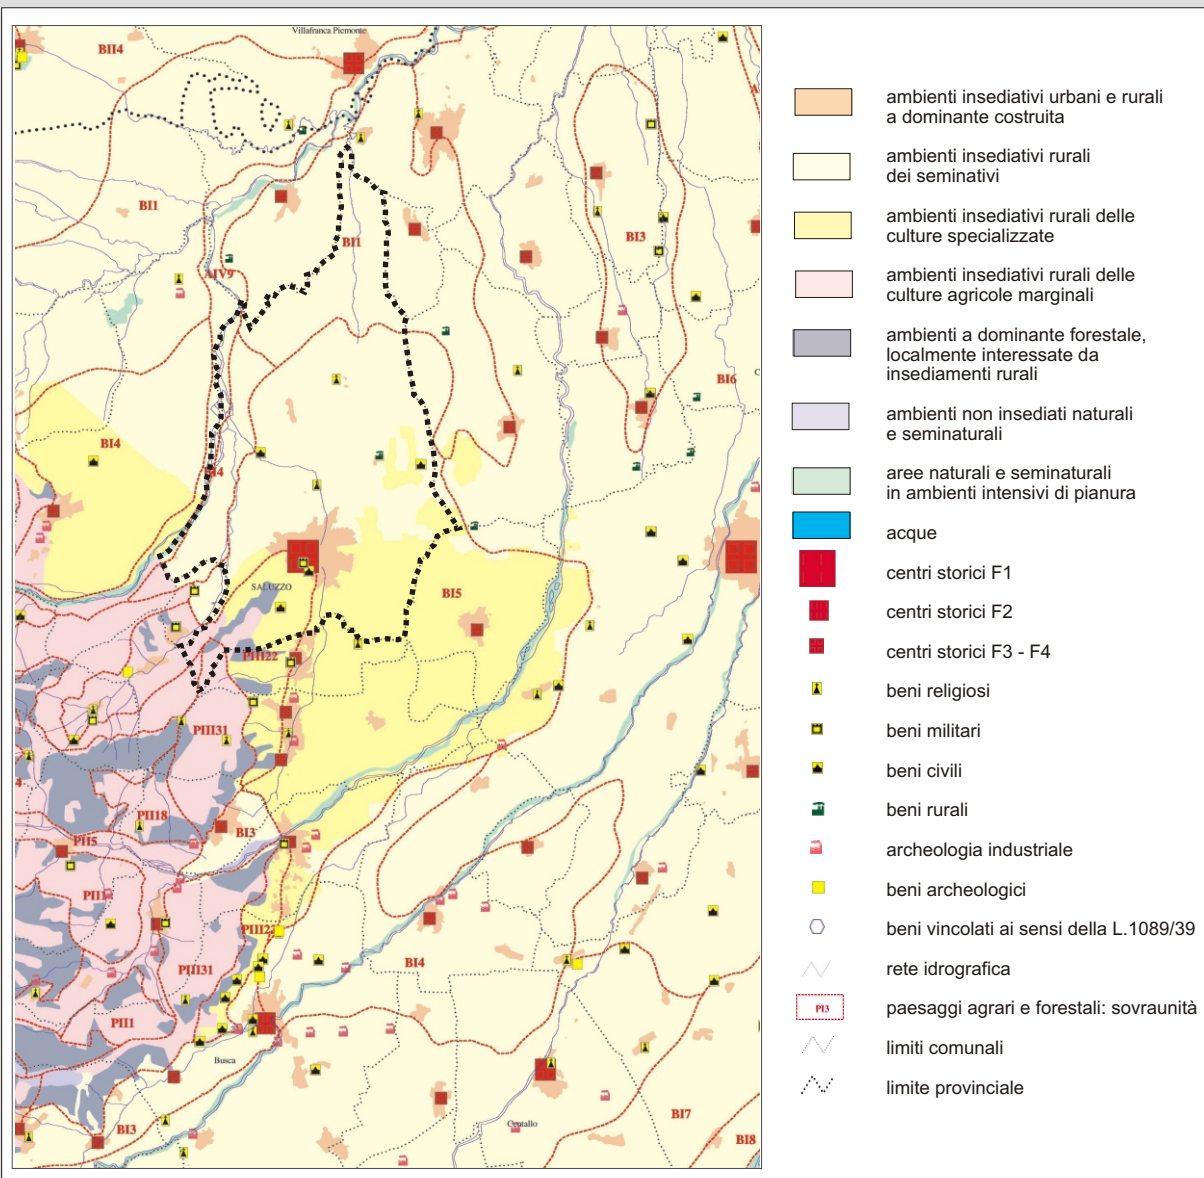 Villafranca Piemonte
BII4
BI1
BI1
BI3
AIV9
BI6
BI4
SALUZZO
BI5
PIII22
PIII31
PII18
BI3
PII5
PII1
PIII22
PIII31
BI4
PII1
Busca
Centallo
BI7
BI3
BI8
ambienti insediativi urbani e rurali
a dominante costruita
ambienti insediativi rurali
dei seminativi
ambienti insediativi rurali delle
culture specializzate
ambienti insediativi rurali delle
culture agricole marginali
ambienti a dominante forestale,
localmente interessate da
insediamenti rurali
ambienti non insediati naturali
e seminaturali
aree naturali e seminaturali
in ambienti intensivi di pianura
acque
centri storici F1
centri storici F2
centri storici F3 - F4
beni religiosi
beni militari
beni civili
beni rurali
archeologia industriale
beni archeologici
beni vincolati ai sensi della L.1089/39
rete idrografica
PI3
paesaggi agrari e forestali: sovraunità
limiti comunali
limite provinciale